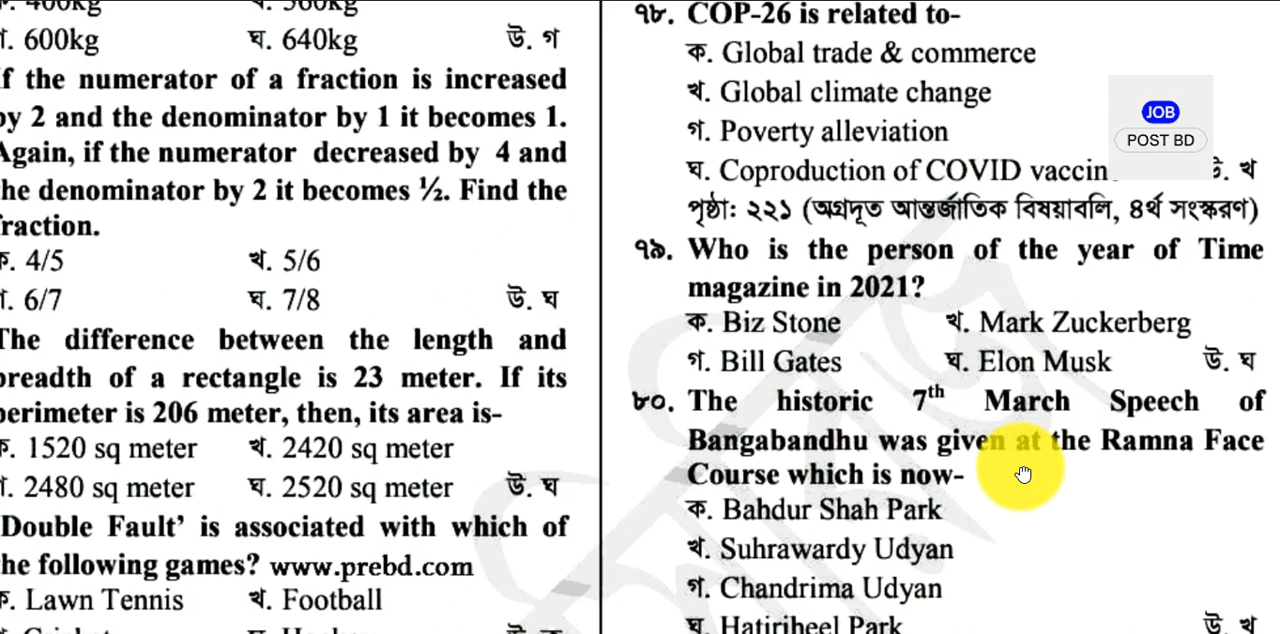 ৭. 400kg
খ. 560kg
গ. 600kg
ঘ. 640kg
উ. গ
If the numerator of a fraction is increased
by 2 and the denominator by 1 it becomes 1.
Again, if the numerator decreased by 4 and
the denominator by 2 it becomes ½. Find the
fraction.
ক. 4/5
খ. 5/6
গ. 6/7
ঘ. 7/8
উ. ঘ
The difference between the length and
breadth of a rectangle is 23 meter. If its
perimeter is 206 meter, then, its area is-
ক. 1520 sq meter
খ. 2420 sq meter
গ. 2480 sq meter
ঘ. 2520 sq meter
উ. ঘ
Double Fault’ is associated with which of
the following games? www.prebd.com
ক. Lawn Tennis
খ. Football
৭৮. COP-26 is related to-
ক. Global trade & commerce
খ. Global climate change
গ. Poverty alleviation
ঘ. Coproduction of COVID vaccin
উ. খ
পৃষ্ঠাঃ ২২১ (অগ্রদূত আন্তর্জাতিক বিষয়াবলি, ৪র্থ সংস্করণ)
JOB
POST BD
৭৯. Who is the person of the year of Time
magazine in 2021?
ক. Biz Stone
খ. Mark Zuckerberg
গ. Bill Gates
ঘ. Elon Musk
উ. ঘ
৮০. The historic 7th March Speech of
Bangabandhu was given at the Ramna Face
Course which is now-
ক. Bahdur Shah Park
খ. Suhrawardy Udyan
গ. Chandrima Udyan
ঘ. Hatirjheel Park
উ. খ